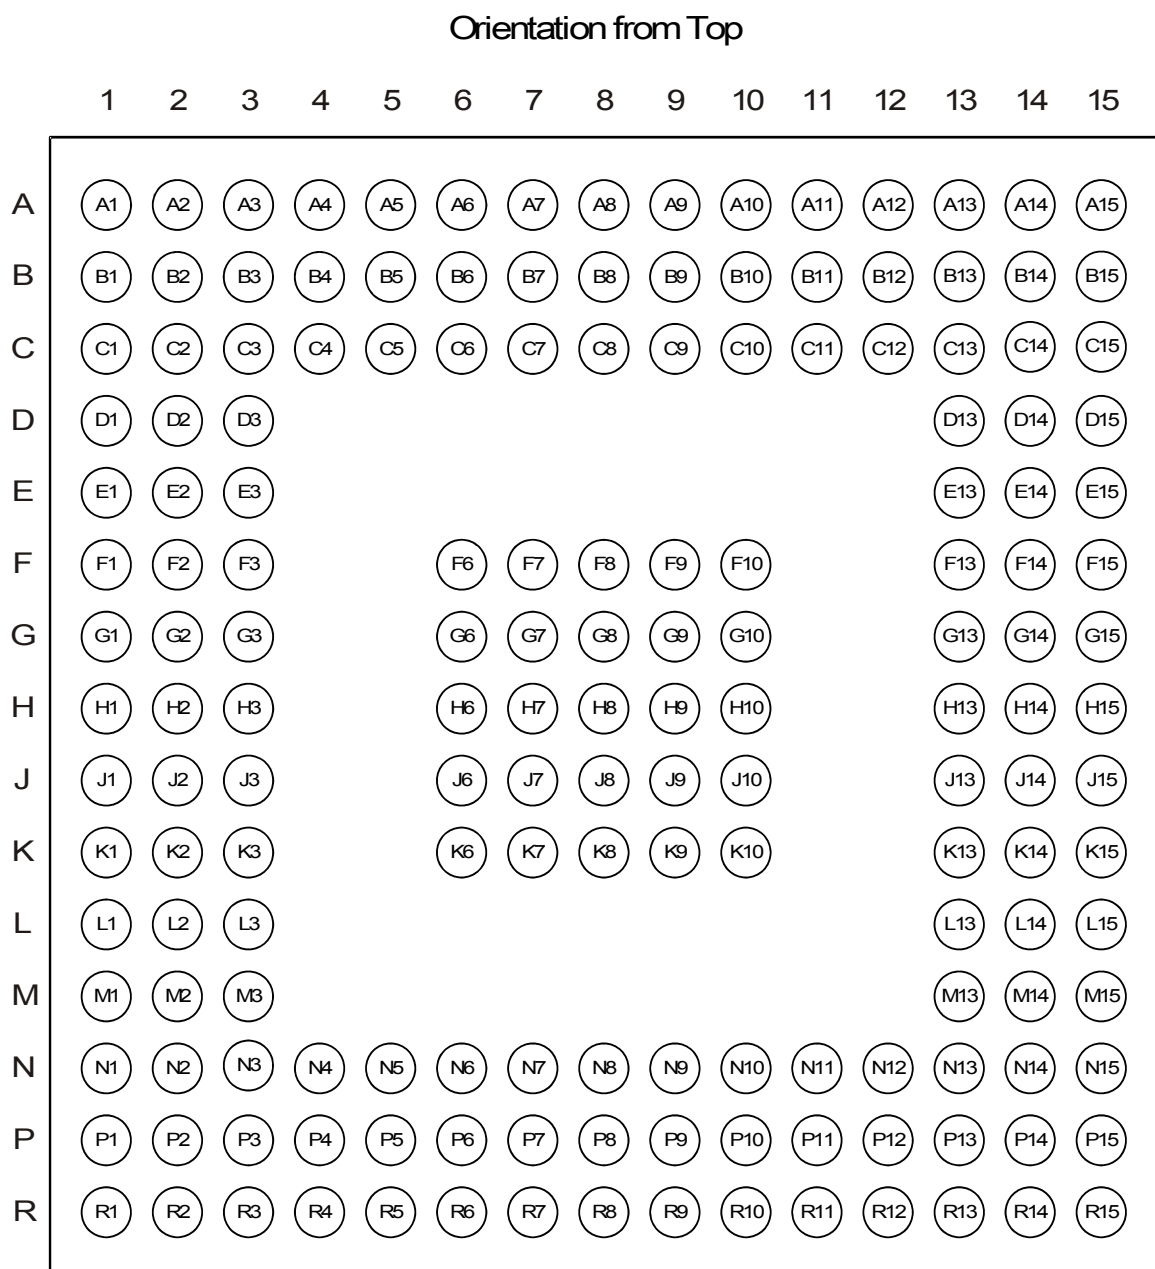 Orientation from Top
1 2 3 4 5 6 7 8 9 10 11 12 13 14 15
A A1 A2 A3 A4 A5 A6 A7 A8 A9 A10 A11 A12 A13 A14 A15
B B1 B2 B3 B4 B5 B6 B7 B8 B9 B10 B11 B12 B13 B14 B15
C C1 C2 C3 C4 C5 C6 C7 C8 C9 C10 C11 C12 C13 C14 C15
D D1 D2 D3 D13 D14 D15
E E1 E2 E3 E13 E14 E15
F F1 F2 F3 F6 F7 F8 F9 F10 F13 F14 F15
G G1 G2 G3 G6 G7 G8 G9 G10 G13 G14 G15
H H1 H2 H3 H6 H7 H8 H9 H10 H13 H14 H15
J J1 J2 J3 J6 J7 J8 J9 J10 J13 J14 J15
K K1 K2 K3 K6 K7 K8 K9 K10 K13 K14 K15
L L1 L2 L3 L13 L14 L15
M M1 M2 M3 M13 M14 M15
N N1 N2 N3 N4 N5 N6 N7 N8 N9 N10 N11 N12 N13 N14 N15
P P1 P2 P3 P4 P5 P6 P7 P8 P9 P10 P11 P12 P13 P14 P15
R R1 R2 R3 R4 R5 R6 R7 R8 R9 R10 R11 R12 R13 R14 R15